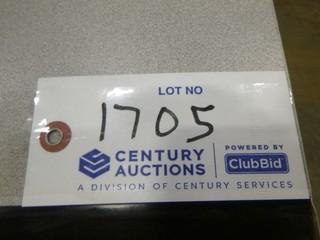 LOT NO
1705
CENTURY AUCTIONS
POWERED BY
ClubBid
A DIVISION OF CENTURY SERVICES